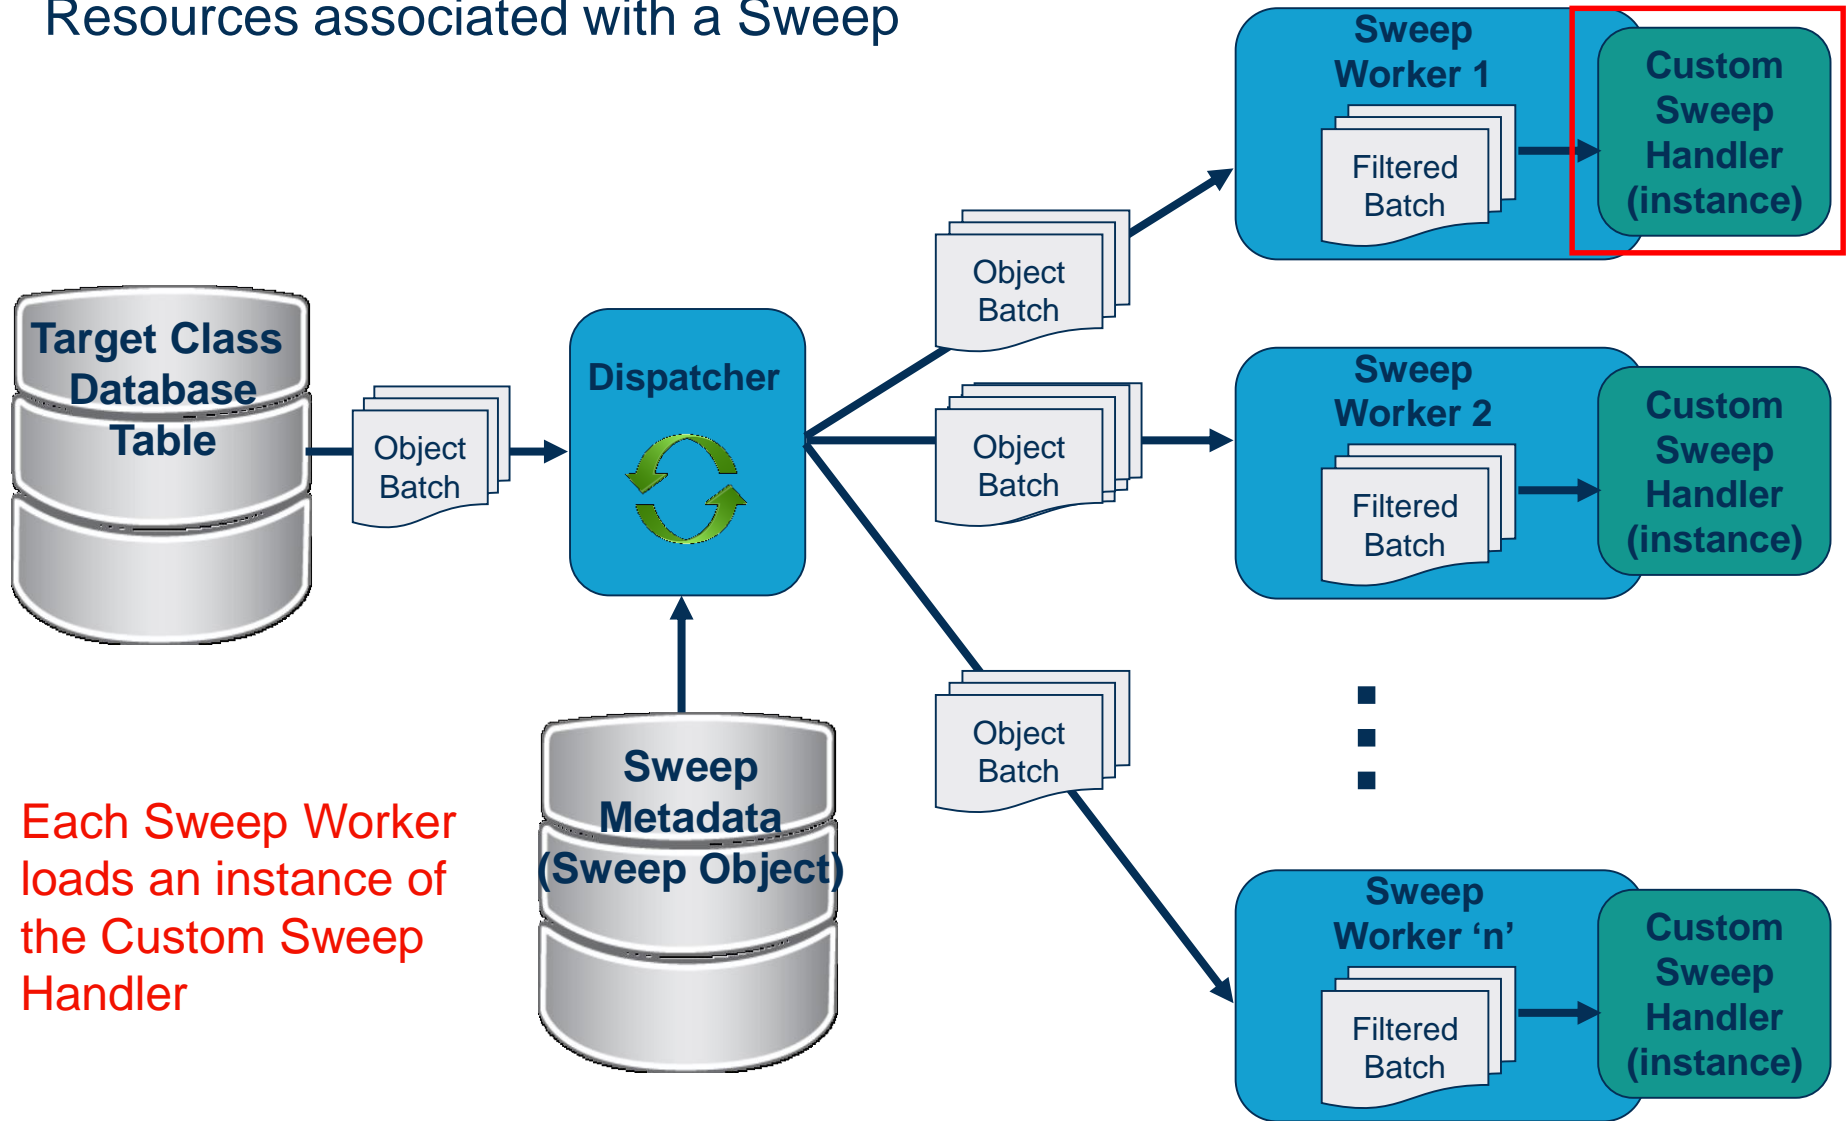 Resources associated with a Sweep
Sweep
Worker 1
Filtered
Batch
Custom
Sweep
Handler
(instance)
Object
Batch
Target Class
Database
Table
Object
Batch
Dispatcher
Object
Batch
Sweep
Worker 2
Filtered
Batch
Custom
Sweep
Handler
(instance)
Sweep
Metadata
(Sweep Object)
Object
Batch
Each Sweep Worker
loads an instance of
the Custom Sweep
Handler
Sweep
Worker ‘n’
Filtered
Batch
Custom
Sweep
Handler
(instance)